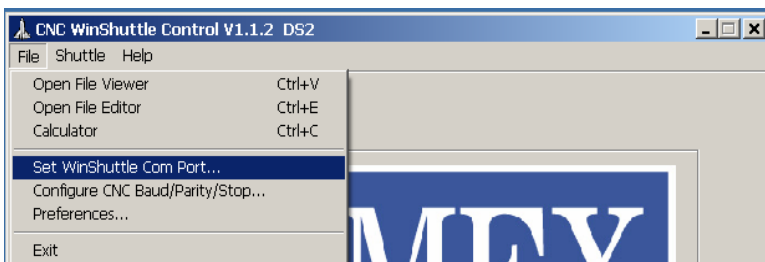 CNC WinShuttle Control V1.1.2 DS2
File Shuttle Help
Open File Viewer Ctrl+V
Open File Editor Ctrl+E
Calculator Ctrl+C
Set WinShuttle Com Port...
Configure CNC Baud/Parity/Stop...
Preferences...
Exit